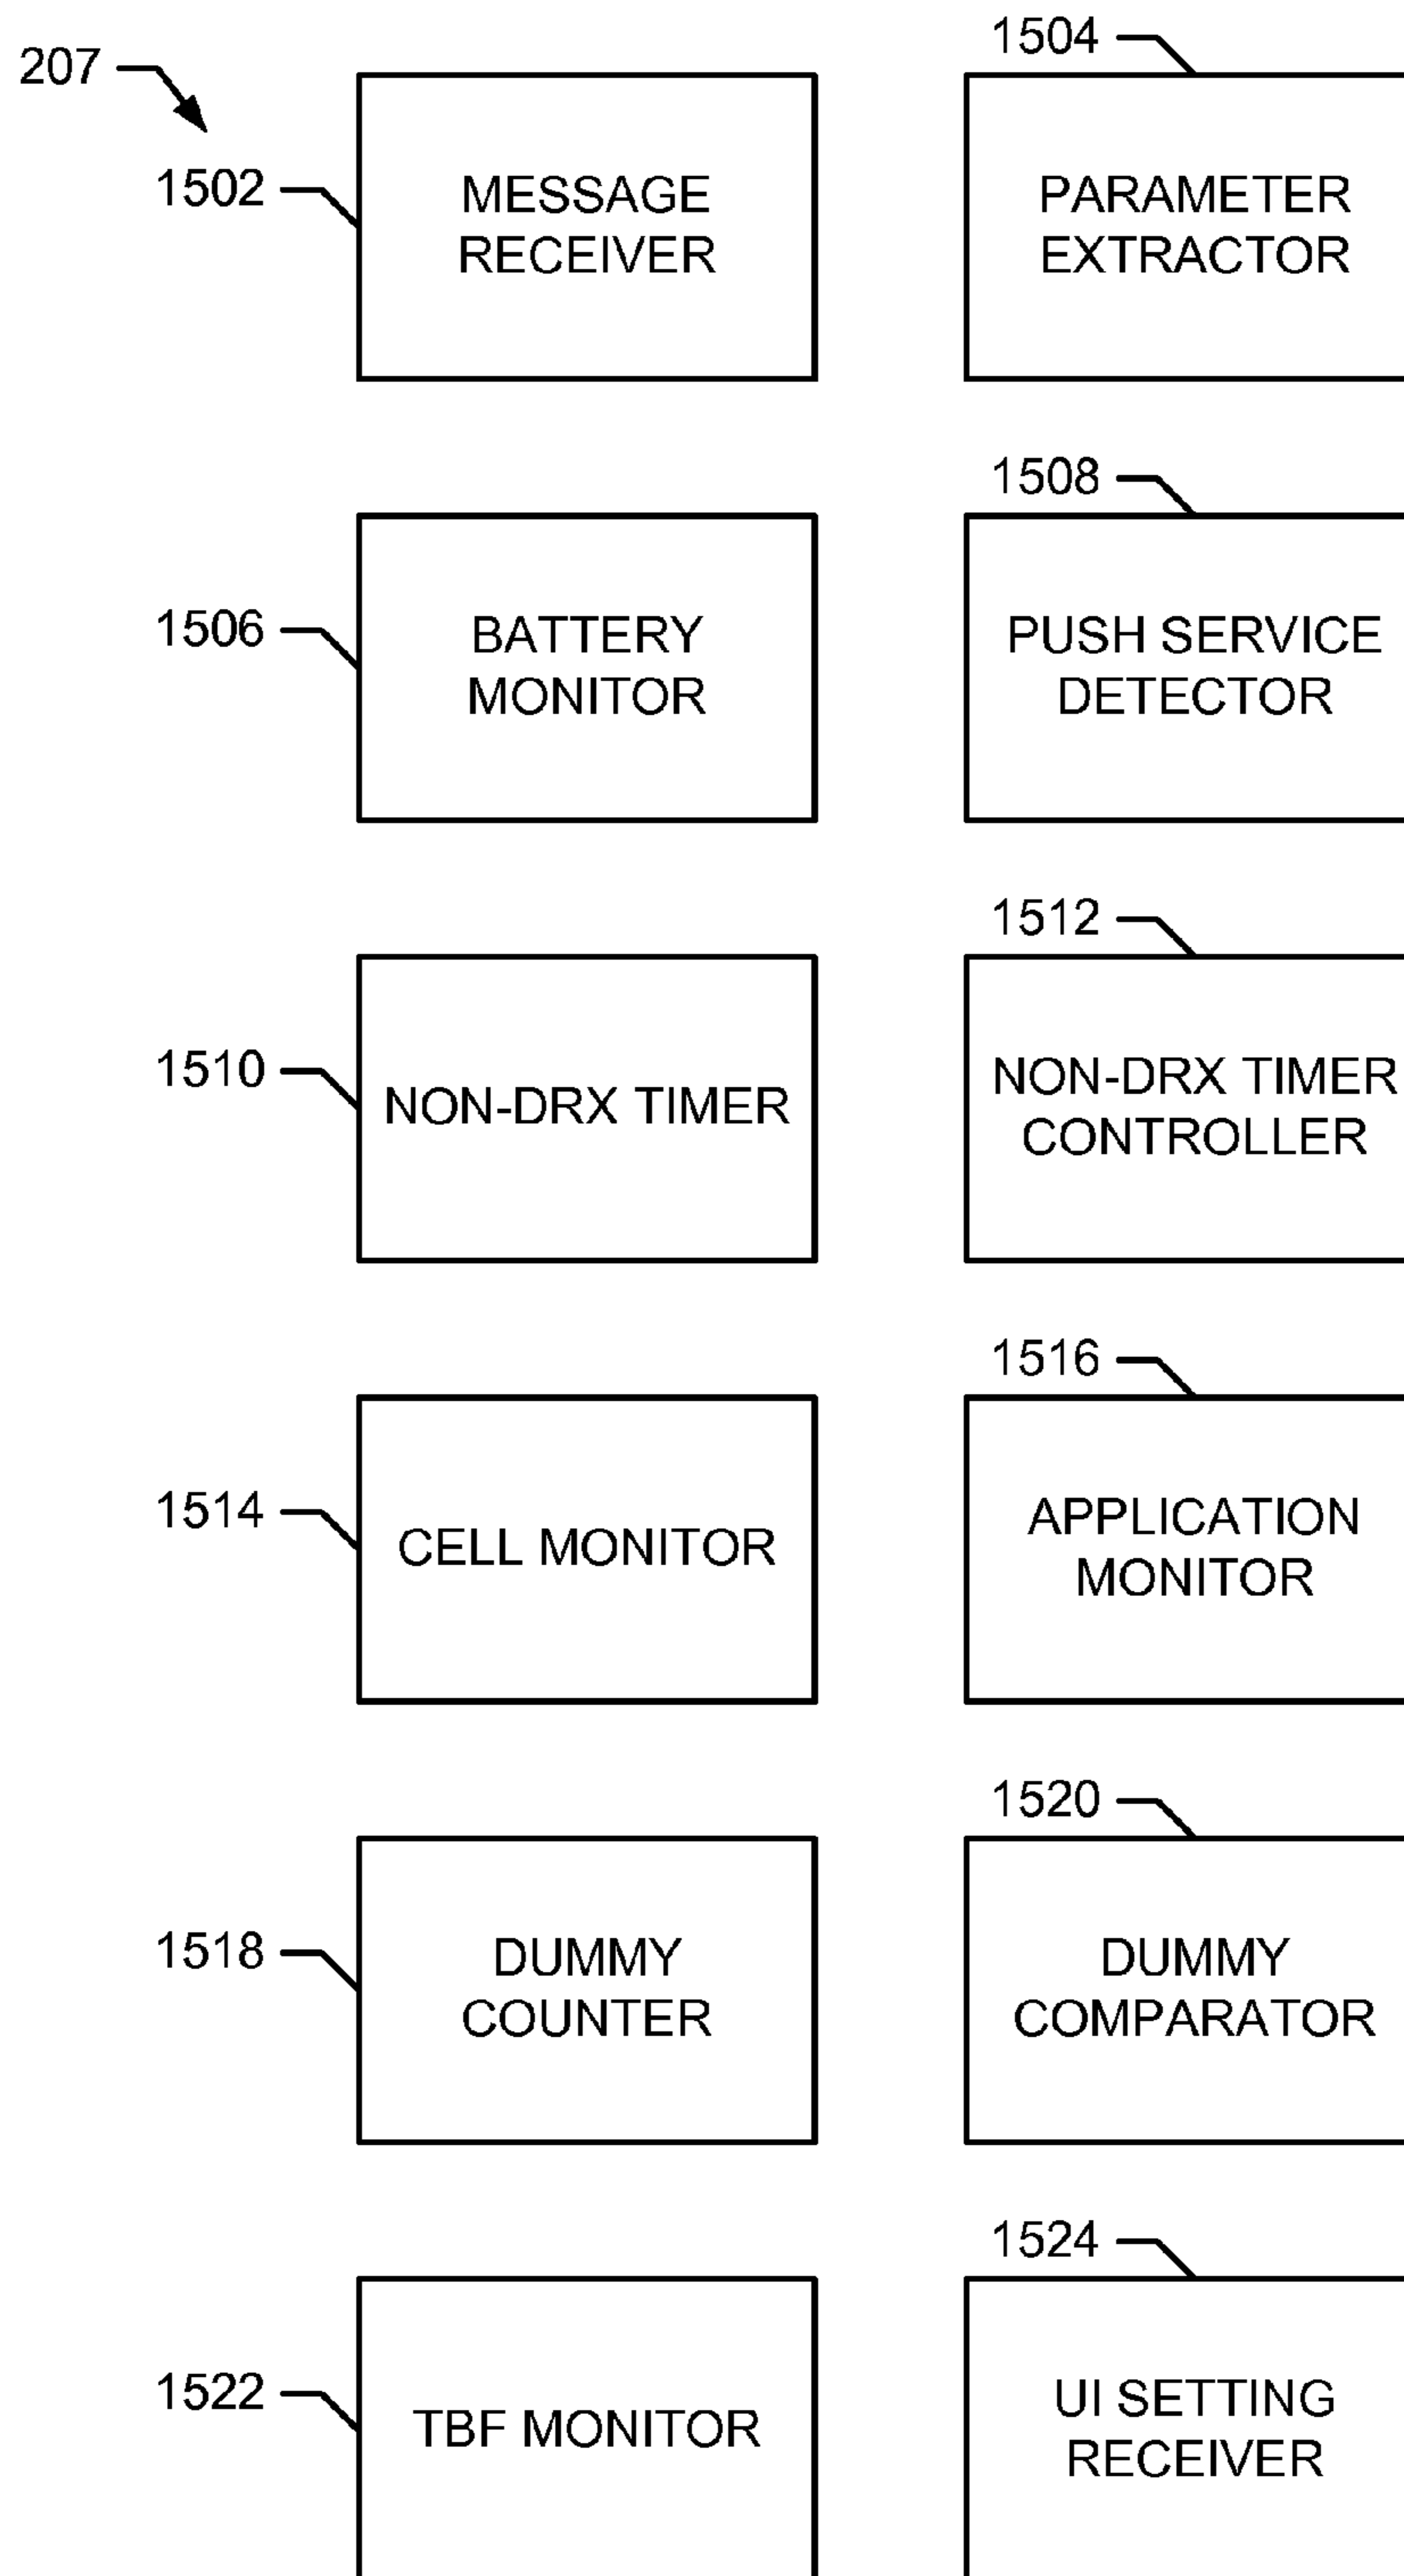 207
1502
MESSAGE
RECEIVER
1504
PARAMETER
EXTRACTOR
1506
BATTERY
MONITOR
1508
PUSH SERVICE
DETECTOR
1510
NON-DRX TIMER
1512
NON-DRX TIMER
CONTROLLER
1514
CELL MONITOR
1516
APPLICATION
MONITOR
1518
DUMMY
COUNTER
1520
DUMMY
COMPARATOR
1522
TBF MONITOR
1524
UI SETTING
RECEIVER